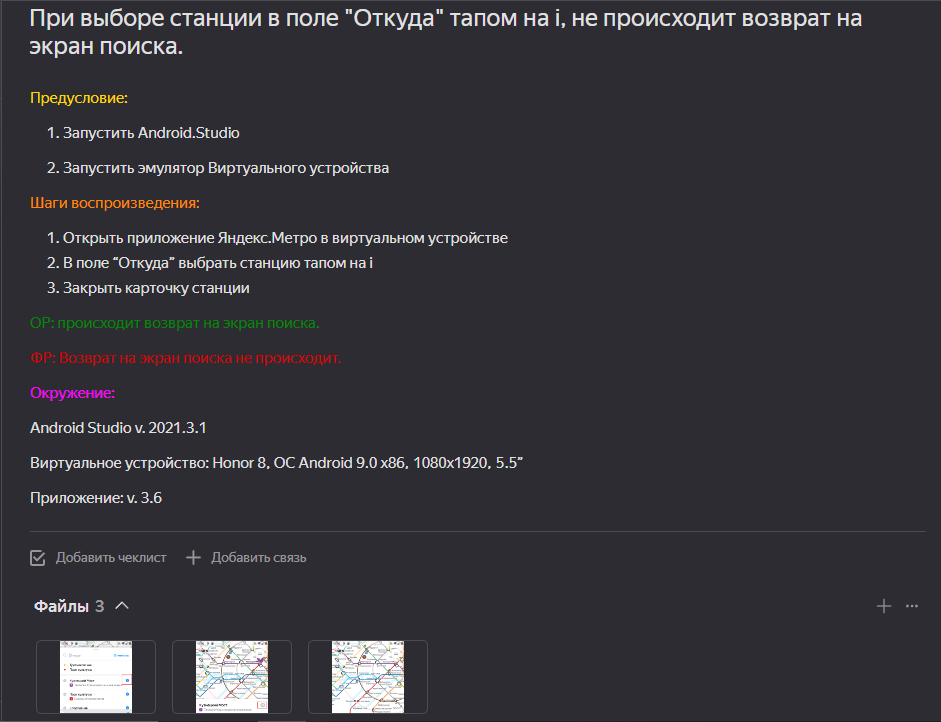 При выборе станции в поле "Откуда" тапом на i, не происходит возврат на
экран поиска.
Предусловие:
1. Запустить Android.Studio
2. Запустить эмулятор Виртуального устройства
Шаги воспроизведения:
1. Открыть приложение Яндекс.Метро в виртуальном устройстве
2. В поле “Откуда” выбрать станцию тапом на i
3. Закрыть карточку станции
ОР: происходит возврат на экран поиска.
ФР: Возврат на экран поиска не происходит.
Окружение:
Android Studio v. 2021.3.1
Виртуальное устройство: Honor 8, ОС Android 9.0 x86, 1080x1920, 5.5”
Приложение: v. 3.6
Добавить чеклист Добавить связь
Файлы 3
Кузнецкий Мост